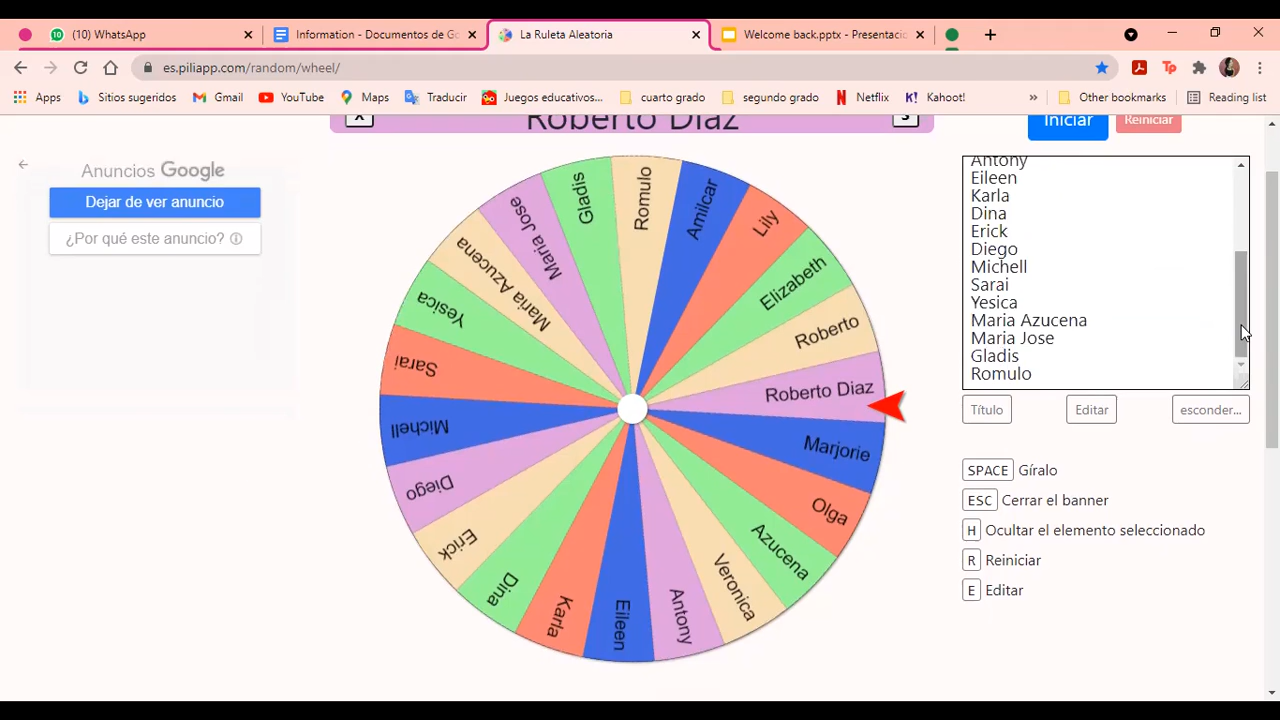 (10) WhatsApp
Information - Documentos de Go
La Ruleta Aleatoria
Welcome back.pptx - Presentacio
es.piliapp.com/random/wheel/
Apps
Sitios sugeridos
Gmail
YouTube
Maps
Traducir
Juegos educativos...
cuarto grado
segundo grado
Netflix
Kahoot!
»
Other bookmarks
Reading list
X
Roberto Diaz
S
Iniciar
Reiniciar
Anuncios Google
Dejar de ver anuncio
¿Por qué este anuncio?
Romulo
Amilcar
Lily
Elizabeth
Roberto
Roberto Diaz
Marjorie
Olga
Azucena
Veronica
Antony
Eileen
Karla
Dina
Erick
Diego
Michell
Sarai
Yesica
Maria Azucena
Maria Jose
Gladis
Antony
Eileen
Karla
Dina
Erick
Diego
Michell
Sarai
Yesica
Maria Azucena
Maria Jose
Gladis
Romulo
Título
Editar
esconder...
SPACE Gíralo
ESC Cerrar el banner
H Ocultar el elemento seleccionado
R Reiniciar
E Editar